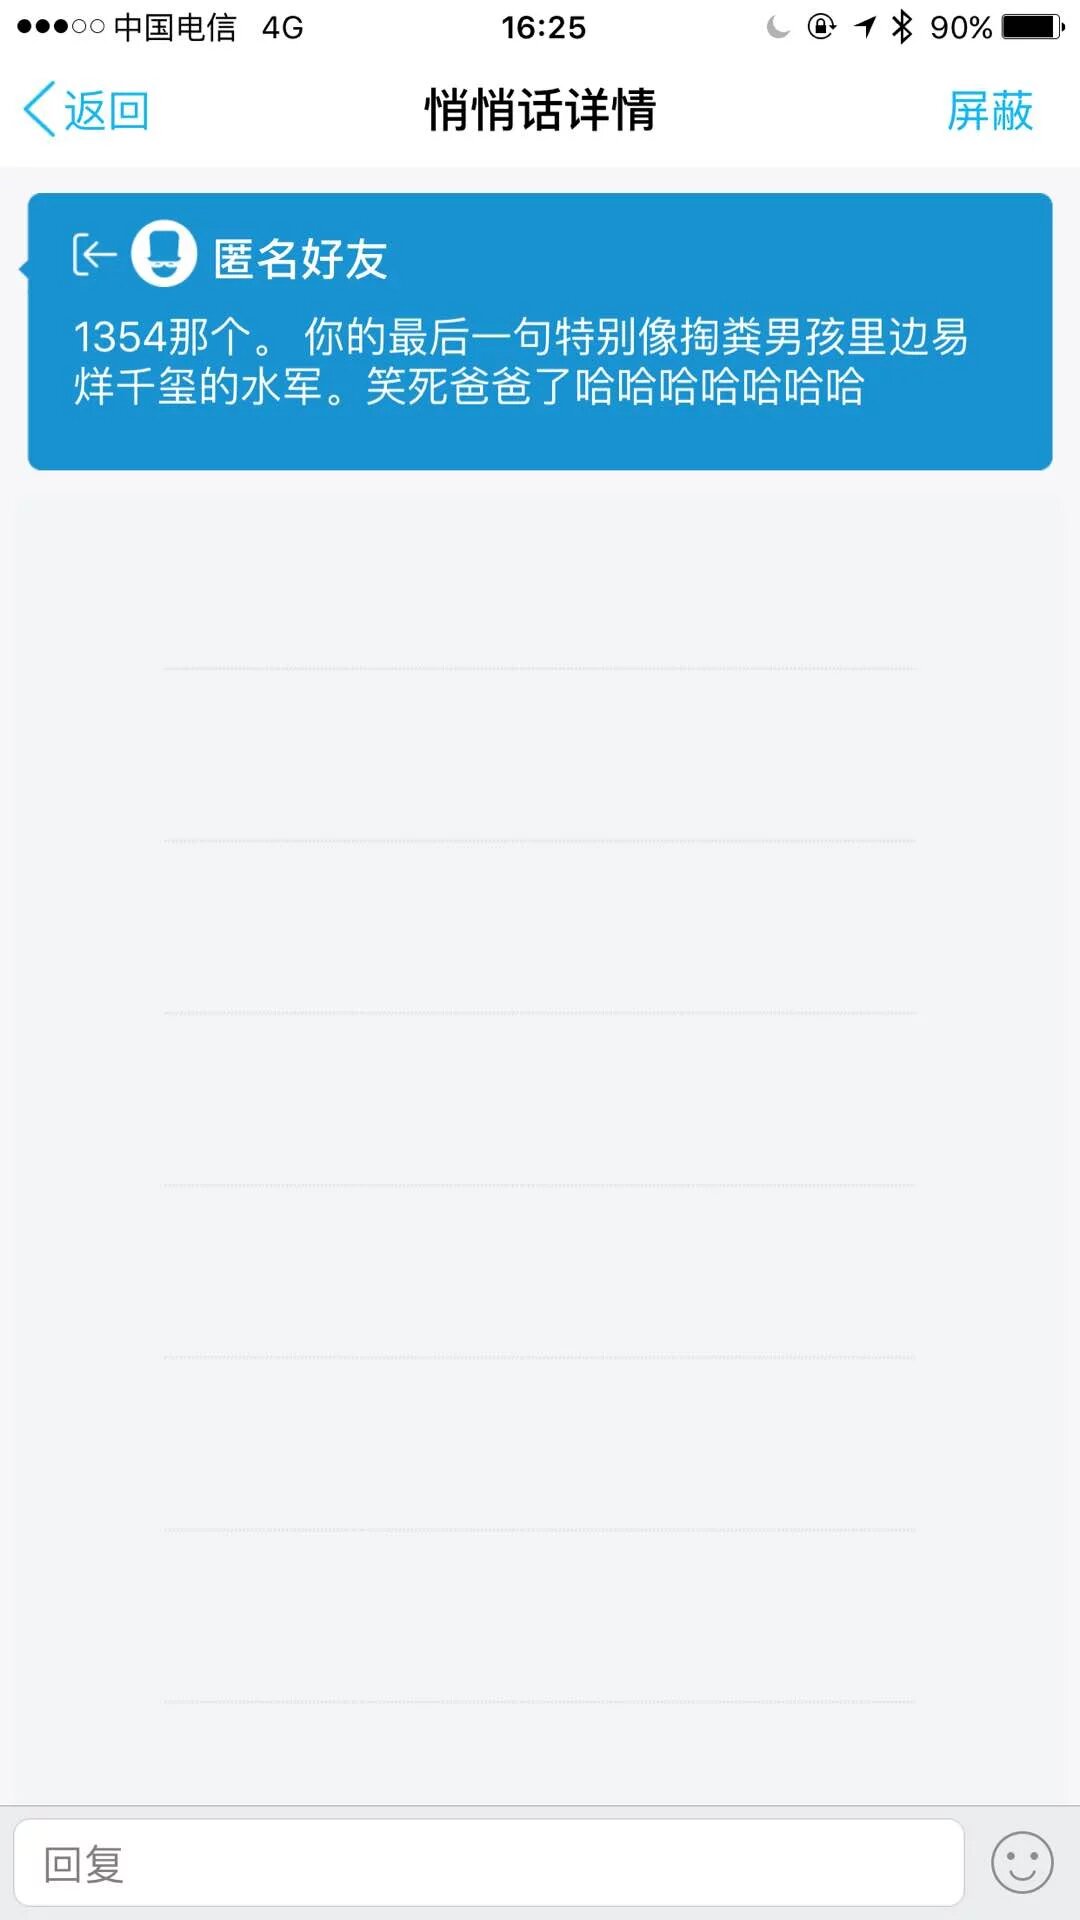 中国电信 4G 16:25 90%
返回 悄悄话详情 屏蔽
匿名好友
1354那个。 你的最后一句特别像掏粪男孩里边易
烊千玺的水军。笑死爸爸了哈哈哈哈哈哈哈
回复